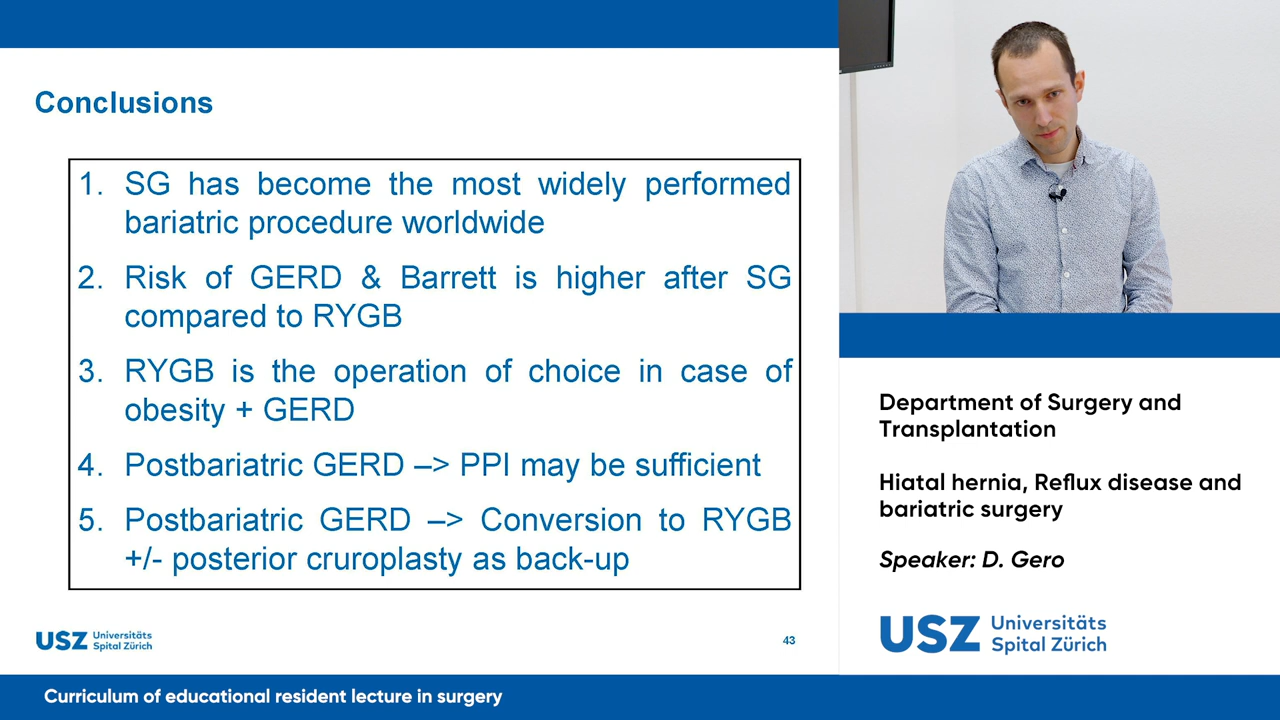 Conclusions
1. SG has become the most widely performed
bariatric procedure worldwide
2. Risk of GERD & Barrett is higher after SG
compared to RYGB
3. RYGB is the operation of choice in case of
obesity + GERD
4. Postbariatric GERD –> PPI may be sufficient
5. Postbariatric GERD –> Conversion to RYGB
+/- posterior cruroplasty as back-up
USZ Universitäts
Spital Zürich
43
Department of Surgery and
Transplantation
Hiatal hernia, Reflux disease and
bariatric surgery
Speaker: D. Gero
USZ Universitäts
Spital Zürich
Curriculum of educational resident lecture in surgery